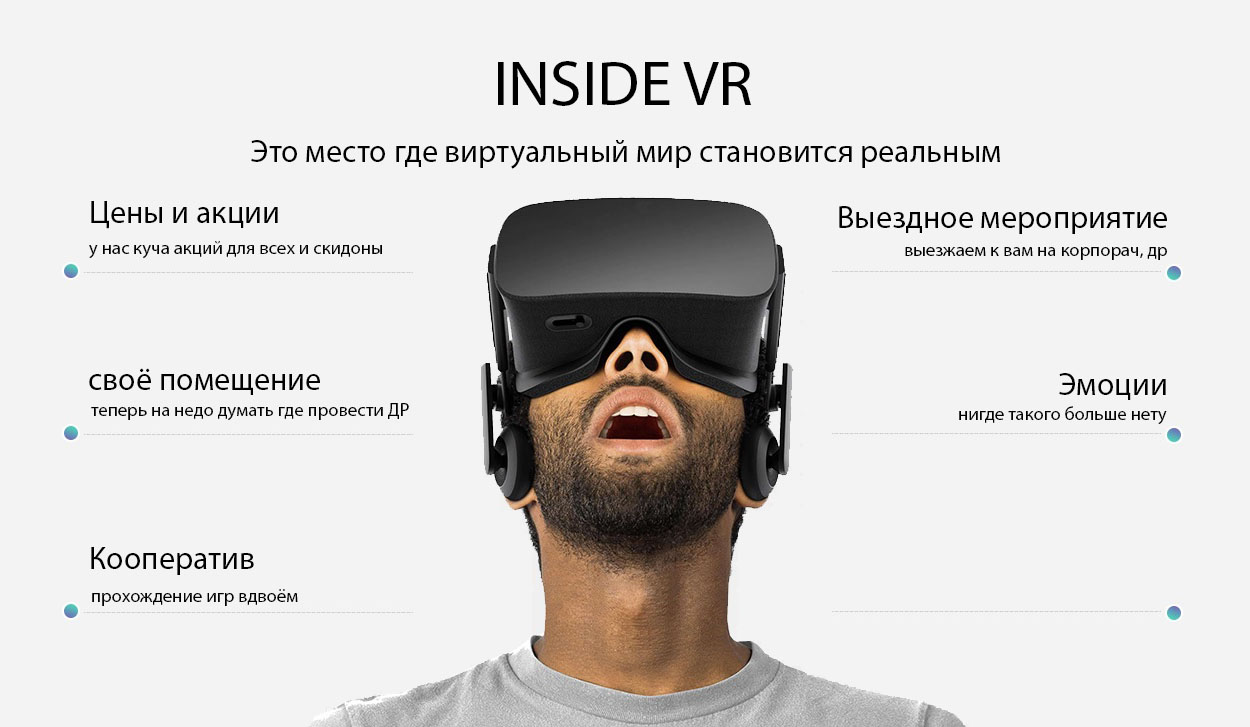 INSIDE VR
Это место где виртуальный мир становится реальным
Цены и акции
у нас куча акций для всех и скидоны
своё помещение
теперь на недо думать где провести ДР
Кооператив
прохождение игр вдвоём
Выездное мероприятие
выезжаем к вам на корпорач, др
Эмоции
нигде такого больше нету